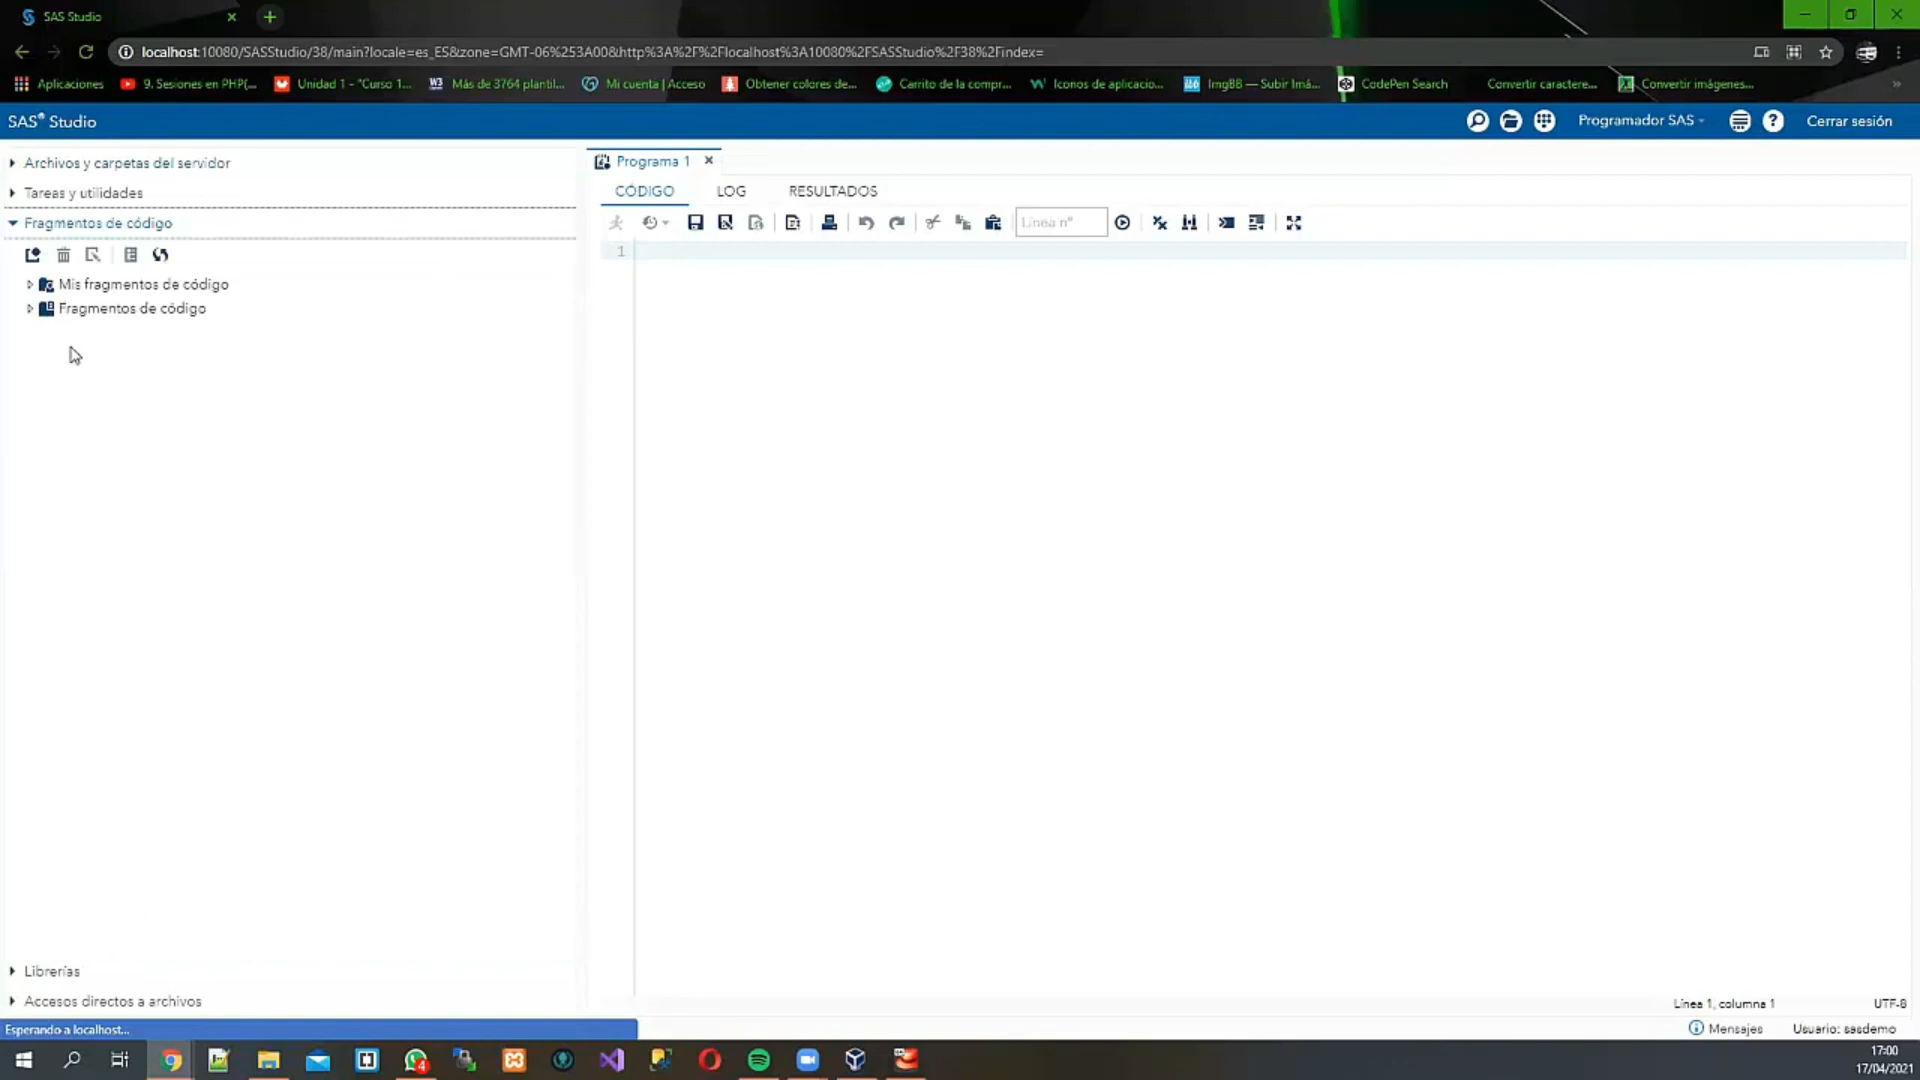 SAS Studio
localhost:10080/SASStudio/38/main?locale=es_ES&zone=GMT-06%253A00&http%3A%2F%2Flocalhost%3A10080%2FSASStudio%2F38%2Findex=
Aplicaciones 9. Sesiones en PHP(... Unidad 1 - "Curso 1... W3 Más de 3764 plantil... Mi cuenta | Acceso Obtener colores de... Carrito de la compr... Iconos de aplicacio... ImgBB — Subir Imá... CodePen Search Convertir caractere... Convertir imágenes... »
SAS® Studio Programador SAS Cerrar sesión
Archivos y carpetas del servidor
Tareas y utilidades
Fragmentos de código
Mis fragmentos de código
Fragmentos de código
Librerías
Accesos directos a archivos
Programa 1
CÓDIGO LOG RESULTADOS
Línea n°
1
Línea 1, columna 1 UTF-8
Esperando a localhost...
Mensajes Usuario: sasdemo
4
17:00
17/04/2021